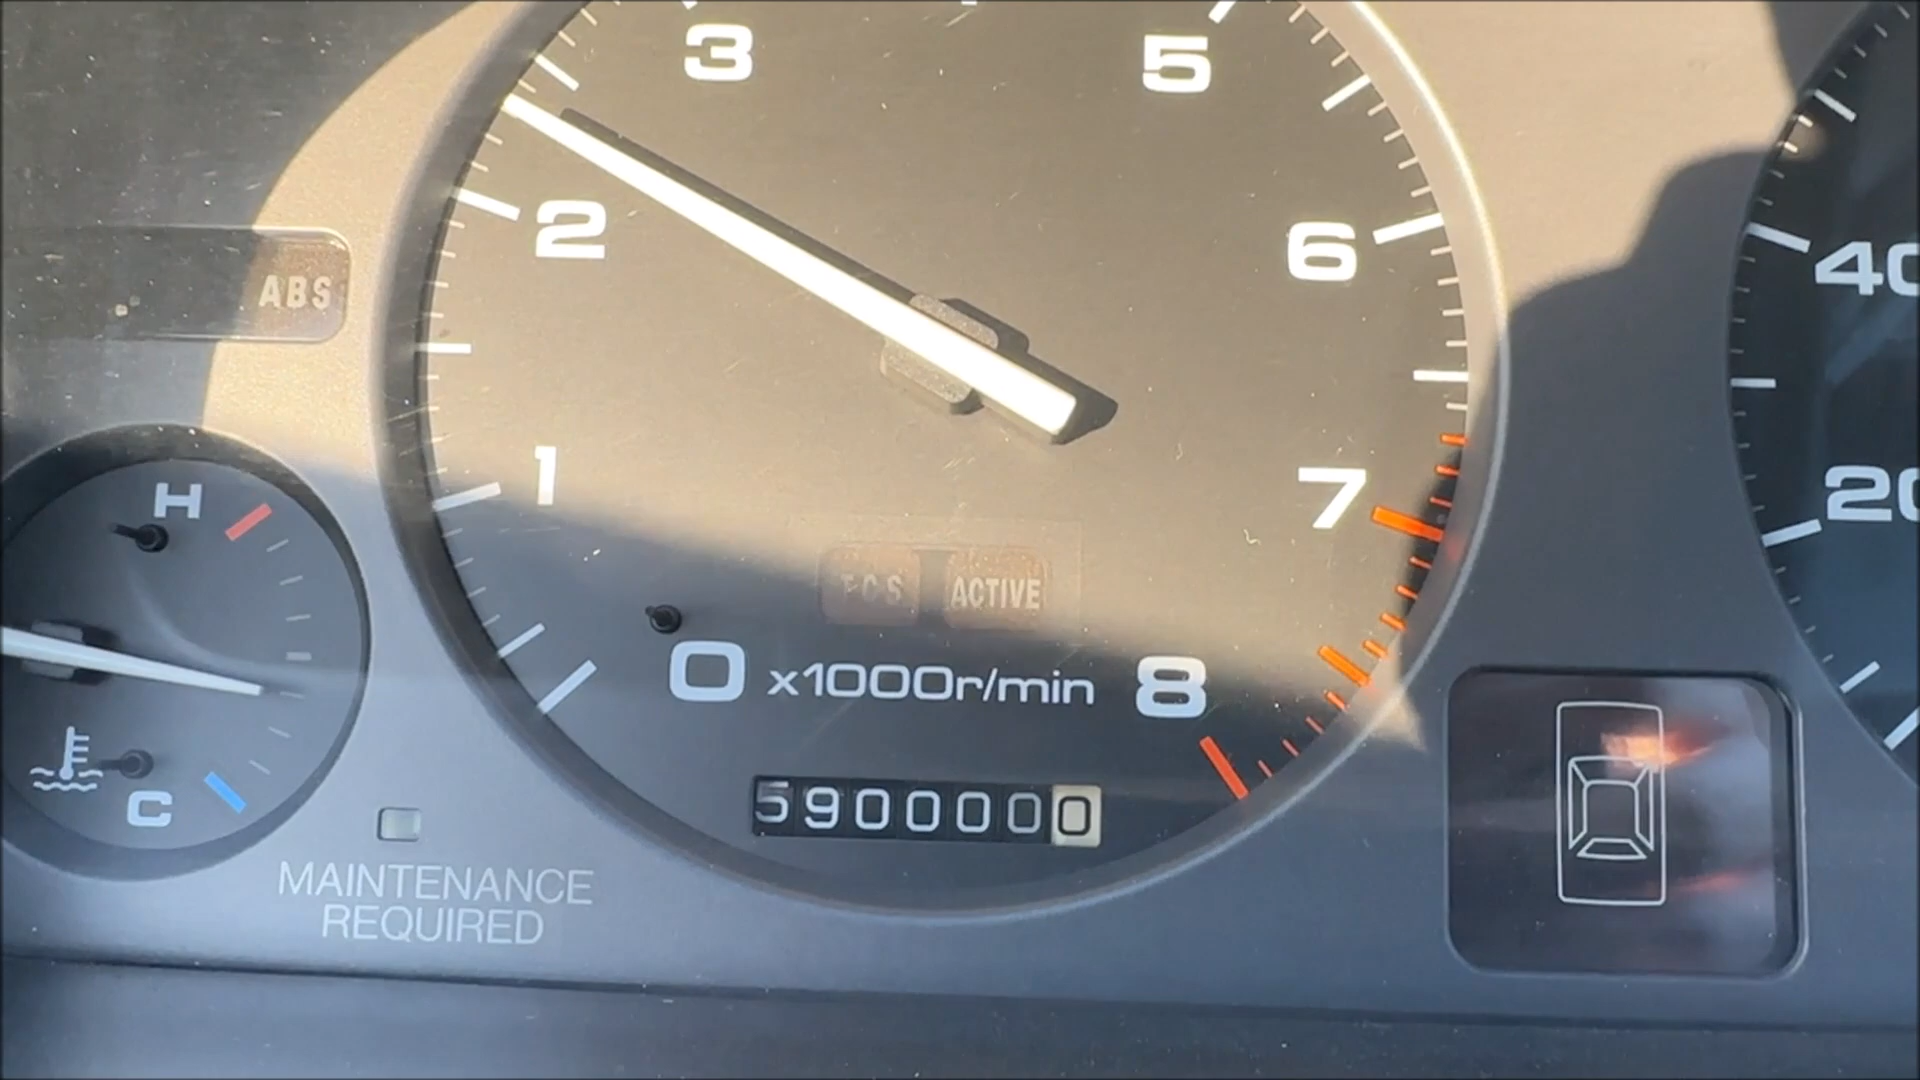 3
5
2
6
40
ABS
1
7
20
H
TCS ACTIVE
0 x1000r/min 8
C
5900000
MAINTENANCE
REQUIRED